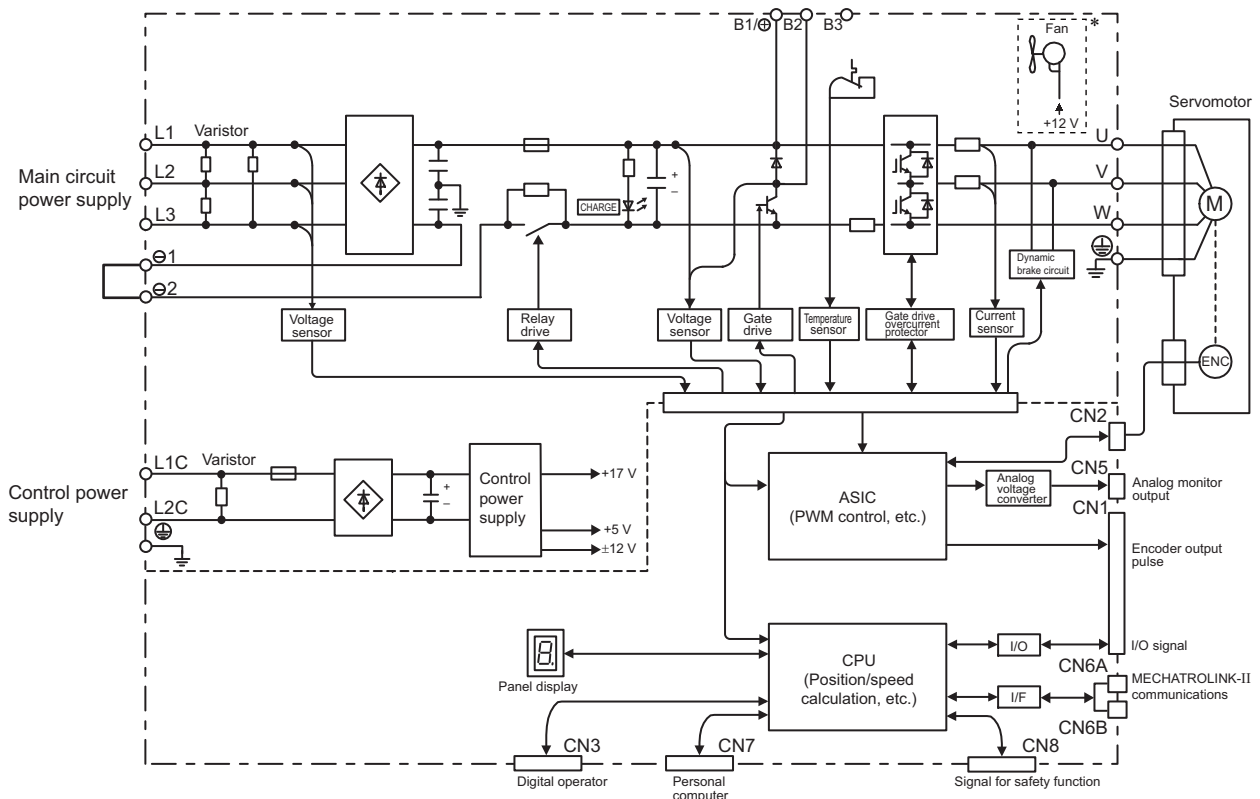 B1/⊕ B2 B3
Fan
*
+12 V
Servomotor
L1 Varistor
L2
L3
Main circuit
power supply
⊖1
⊖2
CHARGE
+
–
U
V
W
M
ENC
Dynamic
brake circuit
Voltage
sensor
Relay
drive
Voltage
sensor
Gate
drive
Temperature
sensor
Gate drive
overcurrent
protector
Current
sensor
Control power
supply
L1C Varistor
L2C
+
–
Control
power
supply
+17 V
+5 V
±12 V
ASIC
(PWM control, etc.)
Analog
voltage
converter
CN2
CN5
Analog monitor
output
CN1
Encoder output
pulse
I/O signal
CPU
(Position/speed
calculation, etc.)
I/O
I/F
CN6A
MECHATROLINK-II
communications
CN6B
8.
Panel display
CN3
Digital operator
CN7
Personal
computer
CN8
Signal for safety function